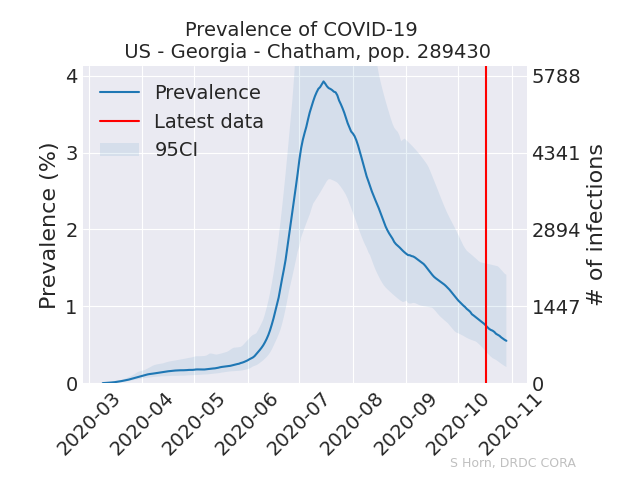 Prevalence of COVID-19
US - Georgia - Chatham, pop. 289430
Prevalence
Latest data
95CI
Prevalence (%)
4
3
2
1
0
5788
4341
2894
1447
0
# of infections
2020-03
2020-04
2020-05
2020-06
2020-07
2020-08
2020-09
2020-10
2020-11
S Horn, DRDC CORA